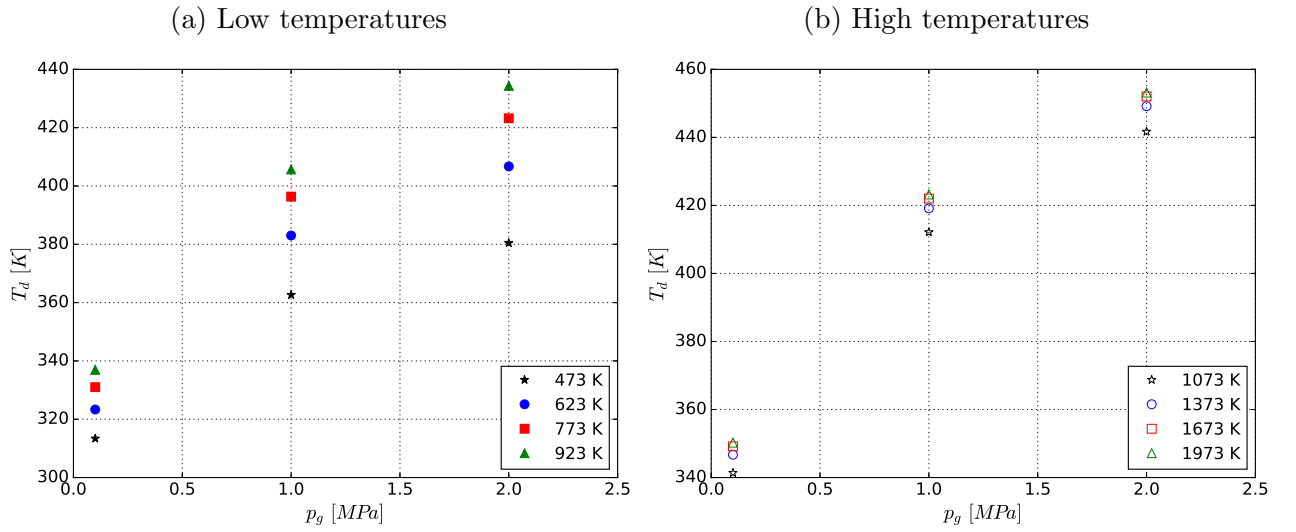 (a) Low temperatures
440
420
400
380
360
340
320
300
0.0 0.5 1.0 1.5 2.0 2.5
T_d [K]
p_g [MPa]
473 K
623 K
773 K
923 K
(b) High temperatures
460
440
420
400
380
360
340
0.0 0.5 1.0 1.5 2.0 2.5
T_d [K]
p_g [MPa]
1073 K
1373 K
1673 K
1973 K